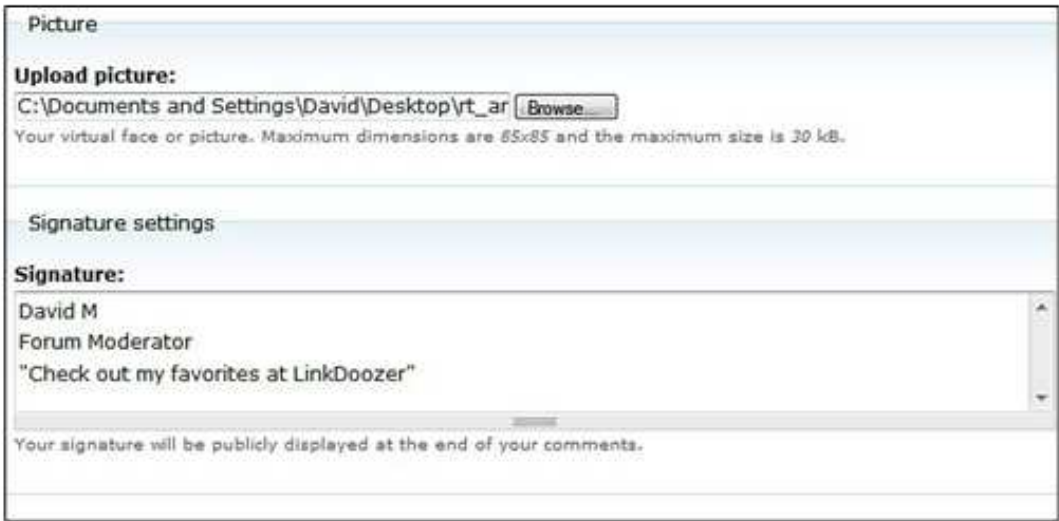 Picture
Upload picture:
C:\Documents and Settings\David\Desktop\rt_ar Browse...
Your virtual face or picture. Maximum dimensions are 85x85 and the maximum size is 30 kB.
Signature settings
Signature:
David M
Forum Moderator
"Check out my favorites at LinkDoozer"
Your signature will be publicly displayed at the end of your comments.